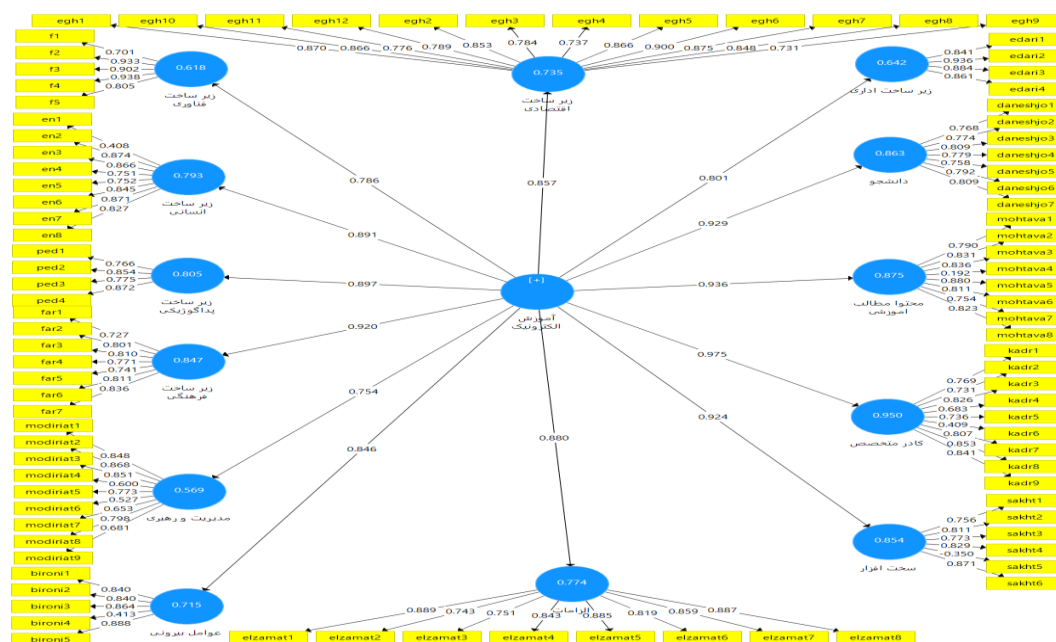 egh1 egh10 egh11 egh12 egh2 egh3 egh4 egh5 egh6 egh7 egh8 egh9
0.870 0.866 0.776 0.789 0.853 0.784 0.737 0.866 0.900 0.875 0.848 0.731
0.735
زیر ساخت
اقتصادی
f1
f2
f3
f4
f5
0.701
0.933
0.902
0.938
0.805
0.618
زیر ساخت
فناوری
en1
en2
en3
en4
en5
en6
en7
en8
0.408
0.874
0.866
0.751
0.752
0.845
0.871
0.827
0.793
زیر ساخت
انسانی
ped1
ped2
ped3
ped4
0.766
0.854
0.775
0.872
0.805
زیر ساخت
پداگوژیکی
far1
far2
far3
far4
far5
far6
far7
0.727
0.801
0.810
0.771
0.741
0.811
0.836
0.847
زیر ساخت
فرهنگی
modiriat1
modiriat2
modiriat3
modiriat4
modiriat5
modiriat6
modiriat7
modiriat8
modiriat9
0.848
0.868
0.851
0.600
0.773
0.527
0.653
0.798
0.681
0.569
مدیریت و رهبری
bironi1
bironi2
bironi3
bironi4
bironi5
0.840
0.840
0.864
0.413
0.888
0.715
عوامل بیرونی
[+]
آموزش
الکترونیک
0.786
0.857
0.801
0.891
0.929
0.897
0.936
0.920
0.975
0.754
0.924
0.846
0.880
0.774
الزامات
0.889 0.743 0.751 0.843 0.885 0.819 0.859 0.887
elzamat1 elzamat2 elzamat3 elzamat4 elzamat5 elzamat6 elzamat7 elzamat8
0.642
زیر ساخت اداری
0.841
0.936
0.884
0.861
edari1
edari2
edari3
edari4
0.863
دانشجو
0.768
0.774
0.809
0.779
0.758
0.792
0.809
daneshjo1
daneshjo2
daneshjo3
daneshjo4
daneshjo5
daneshjo6
daneshjo7
0.875
محتوا مطالب
اموزشی
0.790
0.831
0.836
0.192
0.880
0.811
0.754
0.823
mohtava1
mohtava2
mohtava3
mohtava4
mohtava5
mohtava6
mohtava7
mohtava8
0.950
کادر متخصص
0.769
0.731
0.826
0.683
0.736
0.409
0.807
0.853
0.841
kadr1
kadr2
kadr3
kadr4
kadr5
kadr6
kadr7
kadr8
kadr9
0.854
سخت افزار
0.756
0.811
0.773
0.829
-0.350
0.871
sakht1
sakht2
sakht3
sakht4
sakht5
sakht6